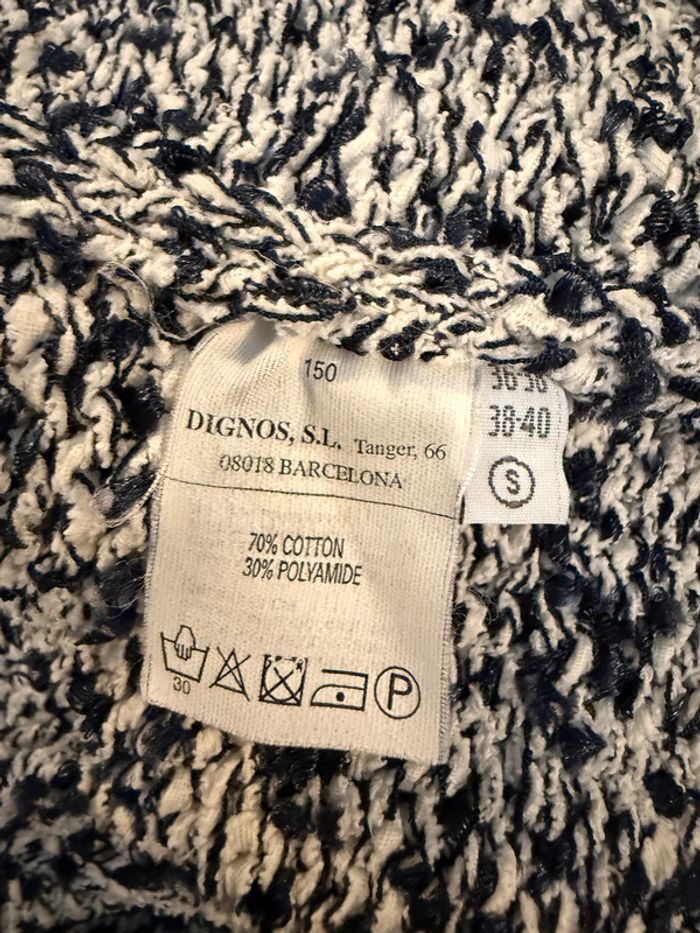 150
DIGNOS, S.L. Tanger, 66
08018 BARCELONA
70% COTTON
30% POLYAMIDE
30
P
38-40
S